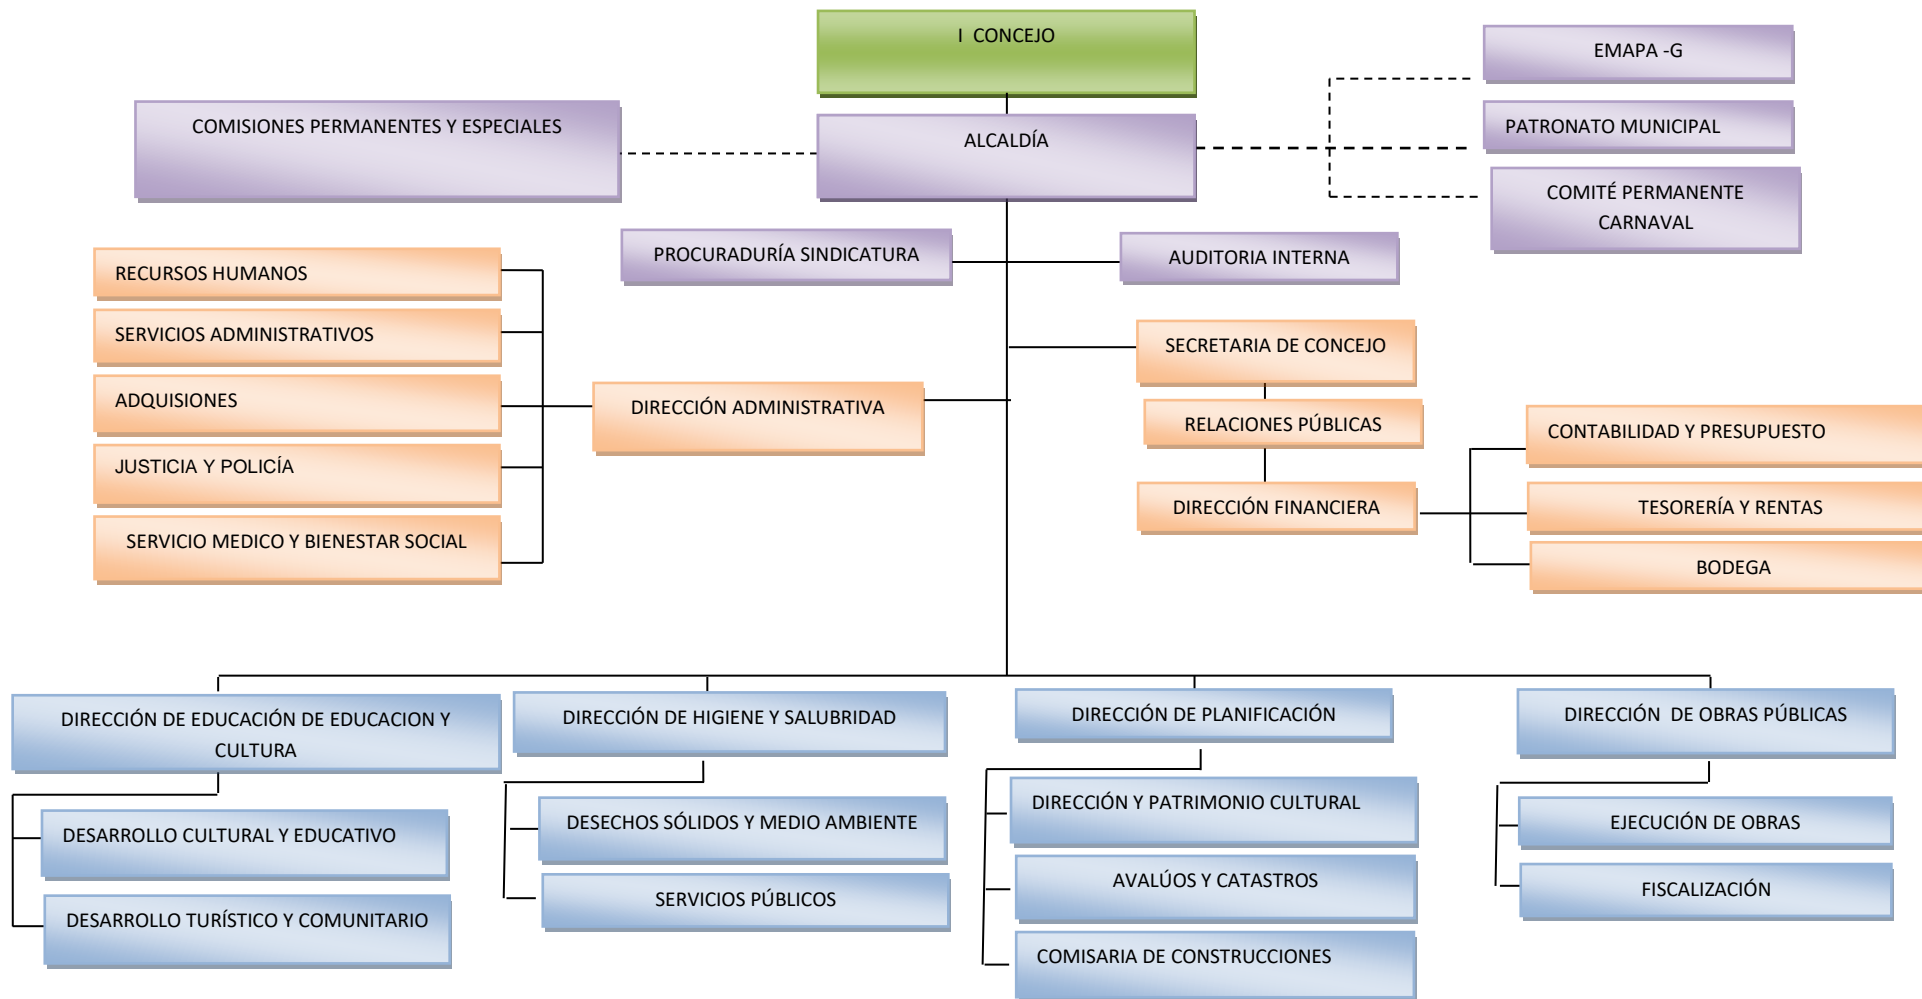 I CONCEJO
EMAPA -G
COMISIONES PERMANENTES Y ESPECIALES
ALCALDÍA
PATRONATO MUNICIPAL
COMITÉ PERMANENTE
CARNAVAL
PROCURADURÍA SINDICATURA
AUDITORIA INTERNA
RECURSOS HUMANOS
SERVICIOS ADMINISTRATIVOS
ADQUISIONES
JUSTICIA Y POLICÍA
SERVICIO MEDICO Y BIENESTAR SOCIAL
DIRECCIÓN ADMINISTRATIVA
SECRETARIA DE CONCEJO
RELACIONES PÚBLICAS
DIRECCIÓN FINANCIERA
CONTABILIDAD Y PRESUPUESTO
TESORERÍA Y RENTAS
BODEGA
DIRECCIÓN DE EDUCACIÓN DE EDUCACION Y
CULTURA
DESARROLLO CULTURAL Y EDUCATIVO
DESARROLLO TURÍSTICO Y COMUNITARIO
DIRECCIÓN DE HIGIENE Y SALUBRIDAD
DESECHOS SÓLIDOS Y MEDIO AMBIENTE
SERVICIOS PÚBLICOS
DIRECCIÓN DE PLANIFICACIÓN
DIRECCIÓN Y PATRIMONIO CULTURAL
AVALÚOS Y CATASTROS
COMISARIA DE CONSTRUCCIONES
DIRECCIÓN  DE OBRAS PÚBLICAS
EJECUCIÓN DE OBRAS
FISCALIZACIÓN